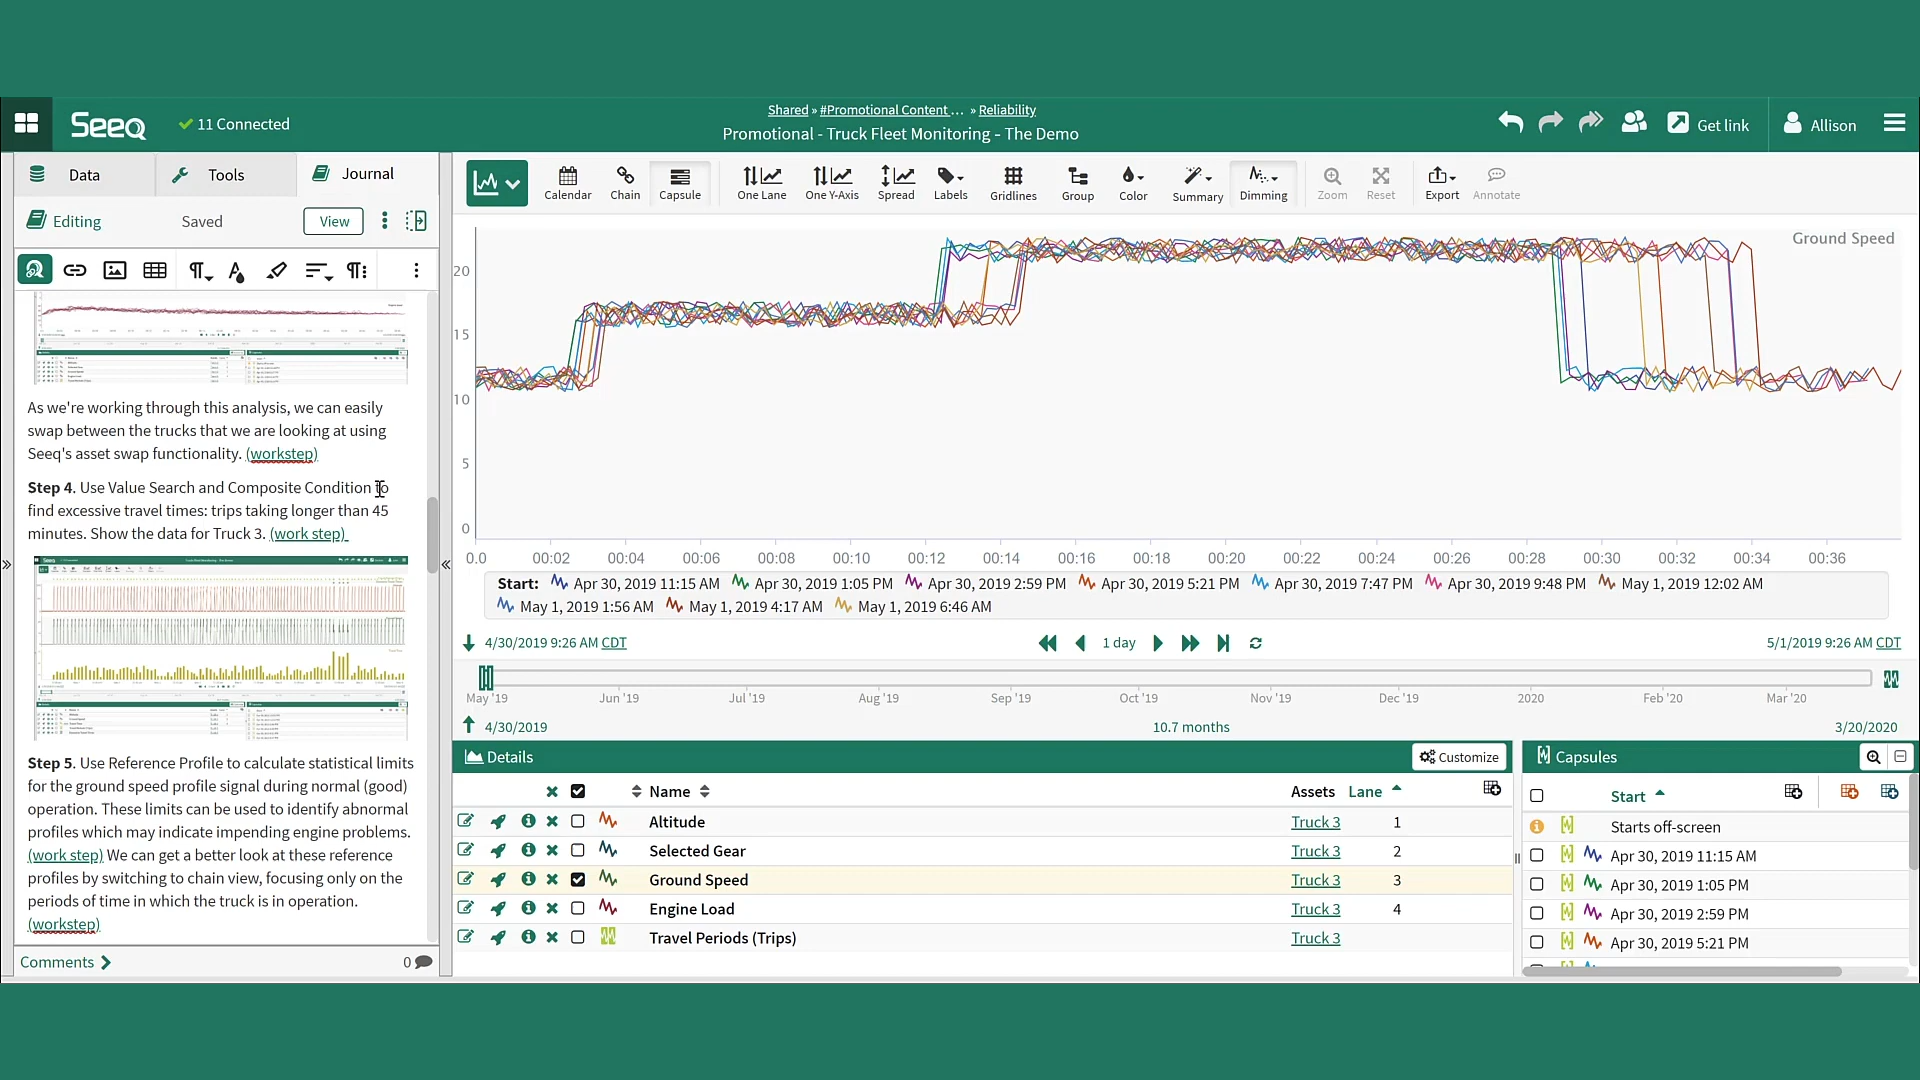 Seeq
11 Connected
Shared » #Promotional Content ... » Reliability
Promotional - Truck Fleet Monitoring - The Demo
Get link
Allison
Data
Tools
Journal
Editing
Saved
View
Calendar
Chain
Capsule
One Lane
One Y-Axis
Spread
Labels
Gridlines
Group
Color
Summary
Dimming
Zoom
Reset
Export
Annotate
As we're working through this analysis, we can easily
swap between the trucks that we are looking at using
Seeq's asset swap functionality. (workstep)
Step 4. Use Value Search and Composite Condition to
find excessive travel times: trips taking longer than 45
minutes. Show the data for Truck 3. (work step)
Step 5. Use Reference Profile to calculate statistical limits
for the ground speed profile signal during normal (good)
operation. These limits can be used to identify abnormal
profiles which may indicate impending engine problems.
(work step) We can get a better look at these reference
profiles by switching to chain view, focusing only on the
periods of time in which the truck is in operation.
(workstep)
Comments
0
Ground Speed
20
15
10
5
0
0.0 00:02 00:04 00:06 00:08 00:10 00:12 00:14 00:16 00:18 00:20 00:22 00:24 00:26 00:28 00:30 00:32 00:34 00:36
Start: Apr 30, 2019 11:15 AM Apr 30, 2019 1:05 PM Apr 30, 2019 2:59 PM Apr 30, 2019 5:21 PM Apr 30, 2019 7:47 PM Apr 30, 2019 9:48 PM May 1, 2019 12:02 AM
May 1, 2019 1:56 AM May 1, 2019 4:17 AM May 1, 2019 6:46 AM
4/30/2019 9:26 AM CDT
1 day
5/1/2019 9:26 AM CDT
May '19 Jun '19 Jul '19 Aug '19 Sep '19 Oct '19 Nov '19 Dec '19 2020 Feb '20 Mar '20
4/30/2019
10.7 months
3/20/2020
Details
Customize
Name Assets Lane
Altitude Truck 3 1
Selected Gear Truck 3 2
Ground Speed Truck 3 3
Engine Load Truck 3 4
Travel Periods (Trips) Truck 3
Capsules
Start
Starts off-screen
Apr 30, 2019 11:15 AM
Apr 30, 2019 1:05 PM
Apr 30, 2019 2:59 PM
Apr 30, 2019 5:21 PM